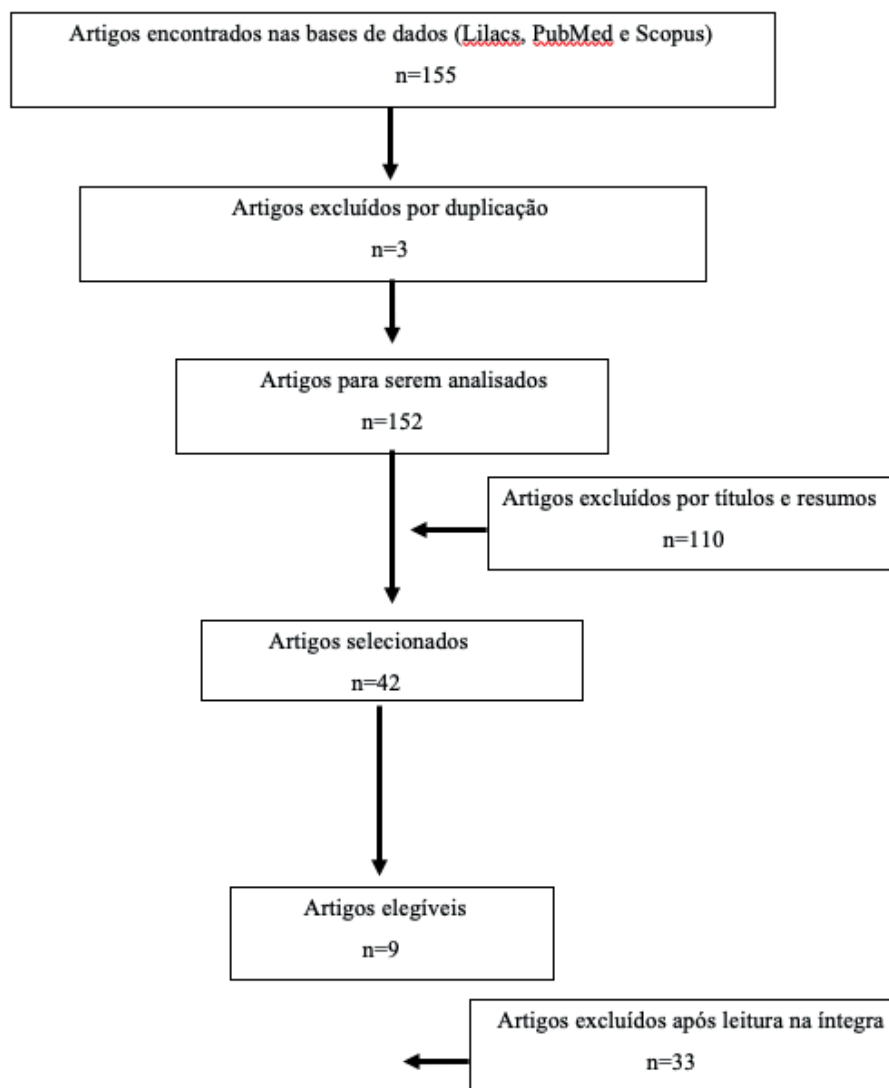 Artigos encontrados nas bases de dados (Lilacs, PubMed e Scopus)
n=155
Artigos excluídos por duplicação
n=3
Artigos para serem analisados
n=152
Artigos excluídos por títulos e resumos
n=110
Artigos selecionados
n=42
Artigos elegíveis
n=9
Artigos excluídos após leitura na íntegra
n=33